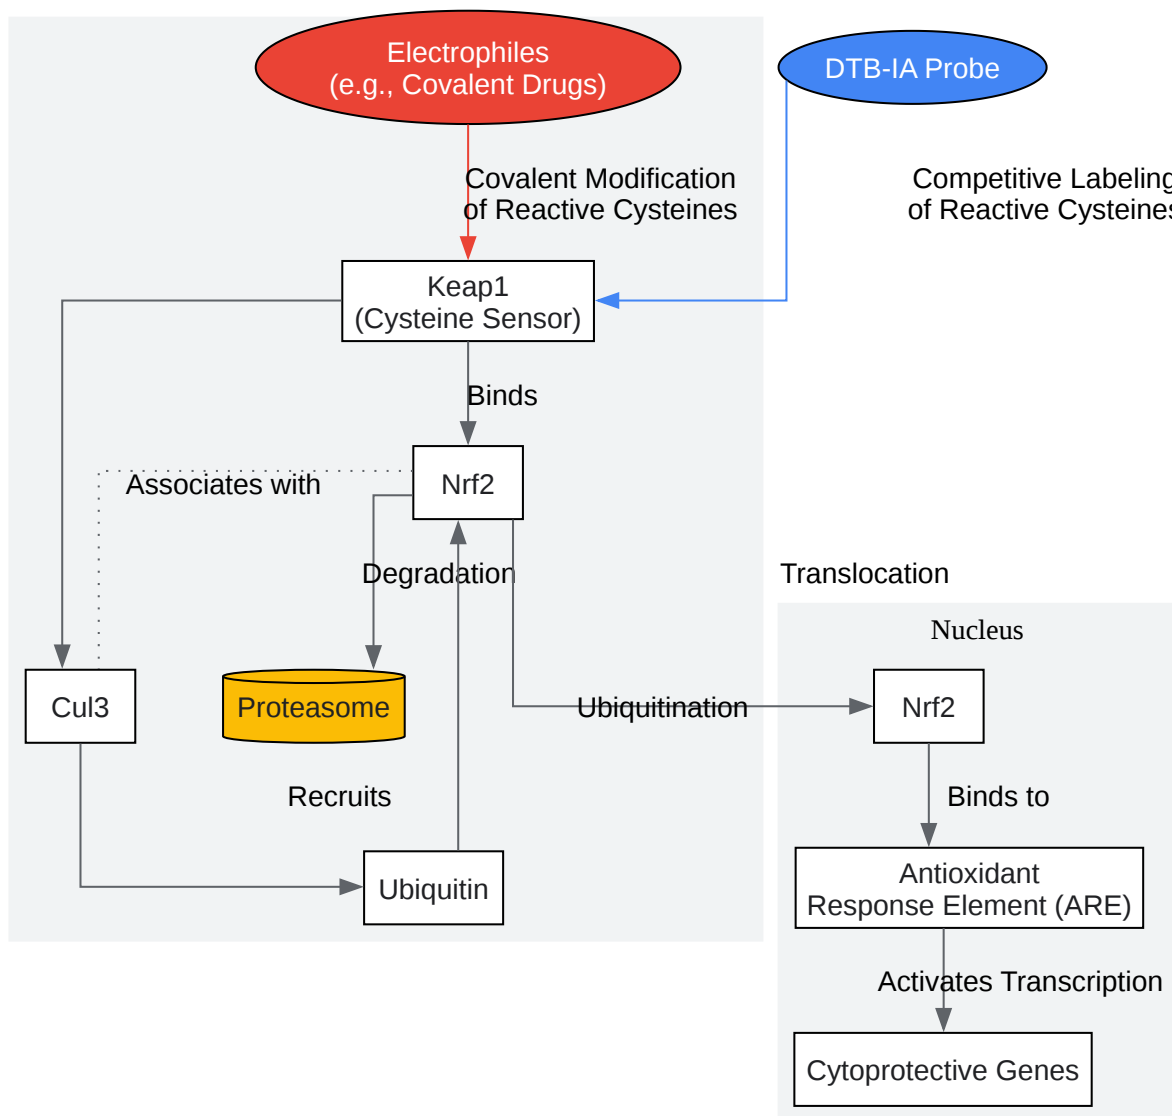 Electrophiles
(e.g., Covalent Drugs)
DTB-IA Probe
Covalent Modification
of Reactive Cysteines
Competitive Labeling
of Reactive Cysteines
Keap1
(Cysteine Sensor)
Binds
Nrf2
Associates with
Degradation
Translocation
Nucleus
Cul3
Proteasome
Ubiquitination
Nrf2
Recruits
Binds to
Ubiquitin
Antioxidant
Response Element (ARE)
Activates Transcription
Cytoprotective Genes